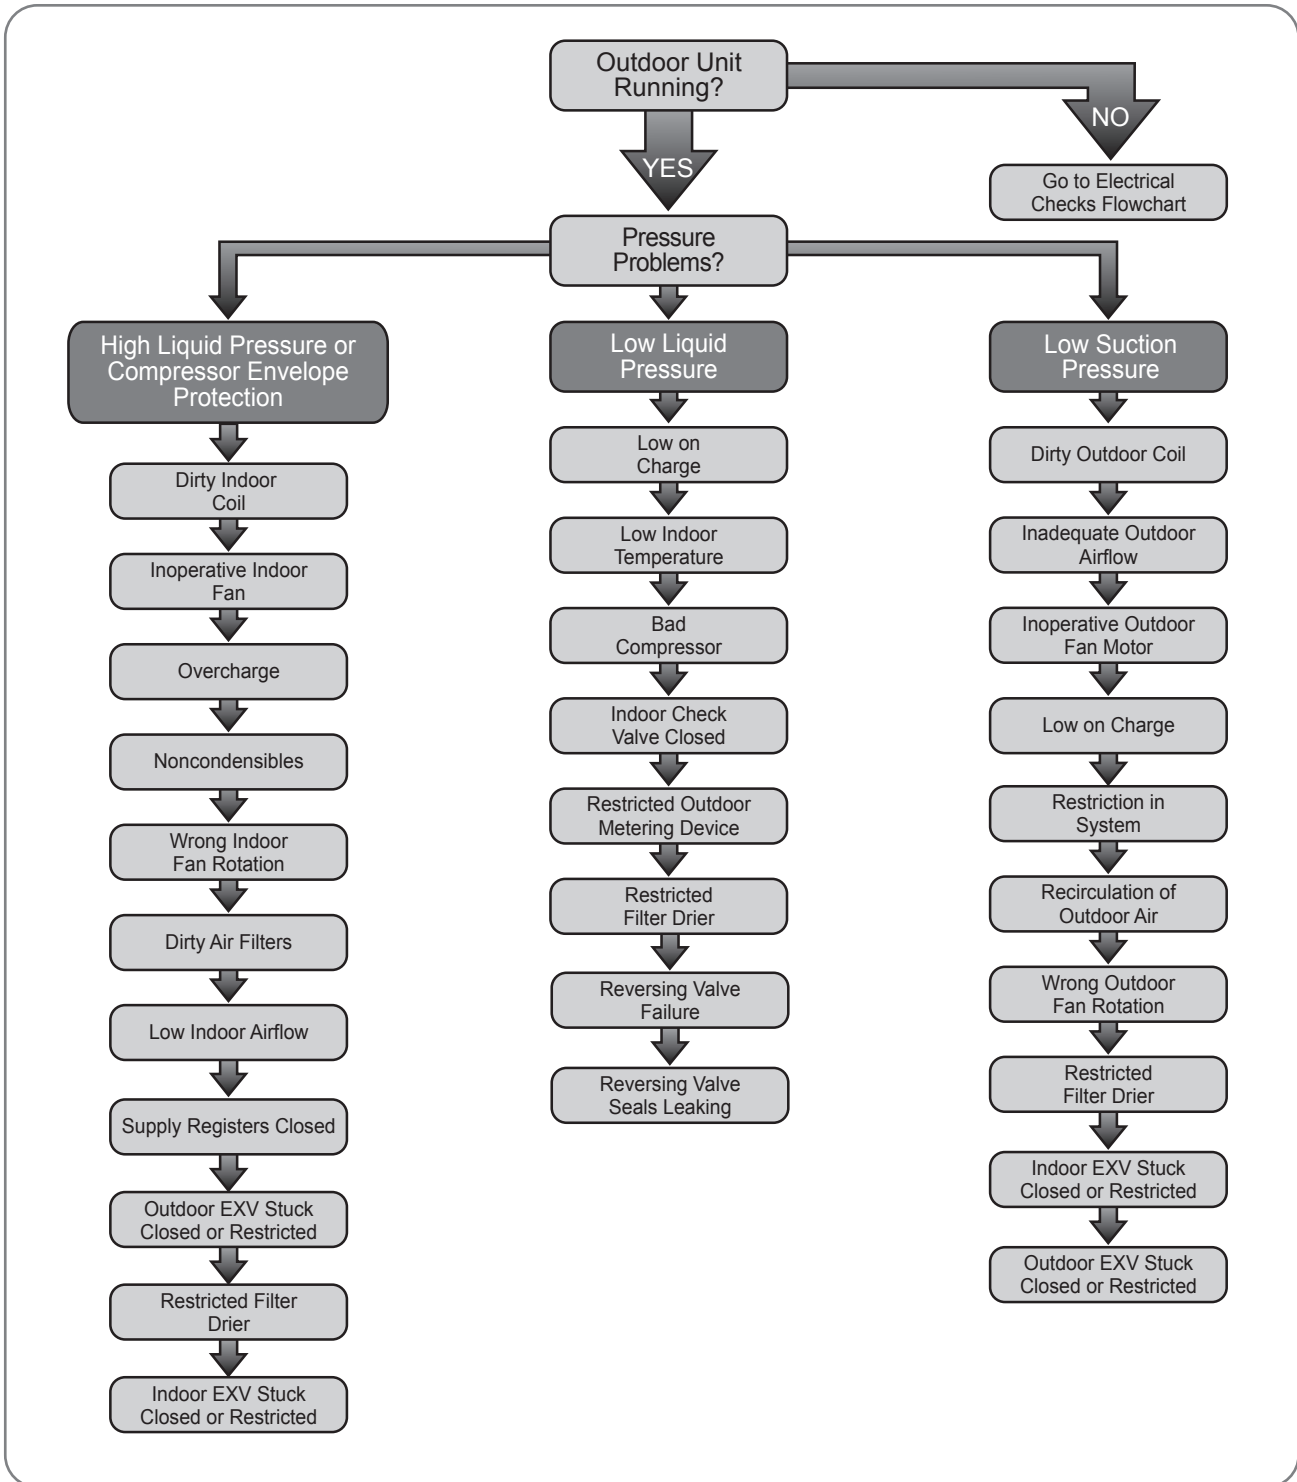 Outdoor Unit
Running?
NO
YES
Go to Electrical
Checks Flowchart
Pressure
Problems?
High Liquid Pressure or
Compressor Envelope
Protection
Dirty Indoor
Coil
Inoperative Indoor
Fan
Overcharge
Noncondensibles
Wrong Indoor
Fan Rotation
Dirty Air Filters
Low Indoor Airflow
Supply Registers Closed
Outdoor EXV Stuck
Closed or Restricted
Restricted Filter
Drier
Indoor EXV Stuck
Closed or Restricted
Low Liquid
Pressure
Low on
Charge
Low Indoor
Temperature
Bad
Compressor
Indoor Check
Valve Closed
Restricted Outdoor
Metering Device
Restricted
Filter Drier
Reversing Valve
Failure
Reversing Valve
Seals Leaking
Low Suction
Pressure
Dirty Outdoor Coil
Inadequate Outdoor
Airflow
Inoperative Outdoor
Fan Motor
Low on Charge
Restriction in
System
Recirculation of
Outdoor Air
Wrong Outdoor
Fan Rotation
Restricted
Filter Drier
Indoor EXV Stuck
Closed or Restricted
Outdoor EXV Stuck
Closed or Restricted